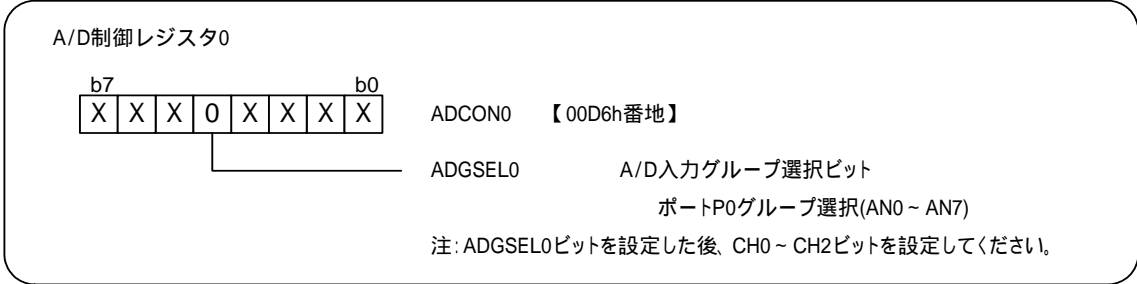 A/D制御レジスタ0
b7 b0
X X X 0 X X X X ADCON0 【00D6h番地】
ADGSEL0 A/D入力グループ選択ビット
ポートP0グループ選択(AN0~AN7)
注:ADGSEL0ビットを設定した後、CH0~CH2ビットを設定してください。